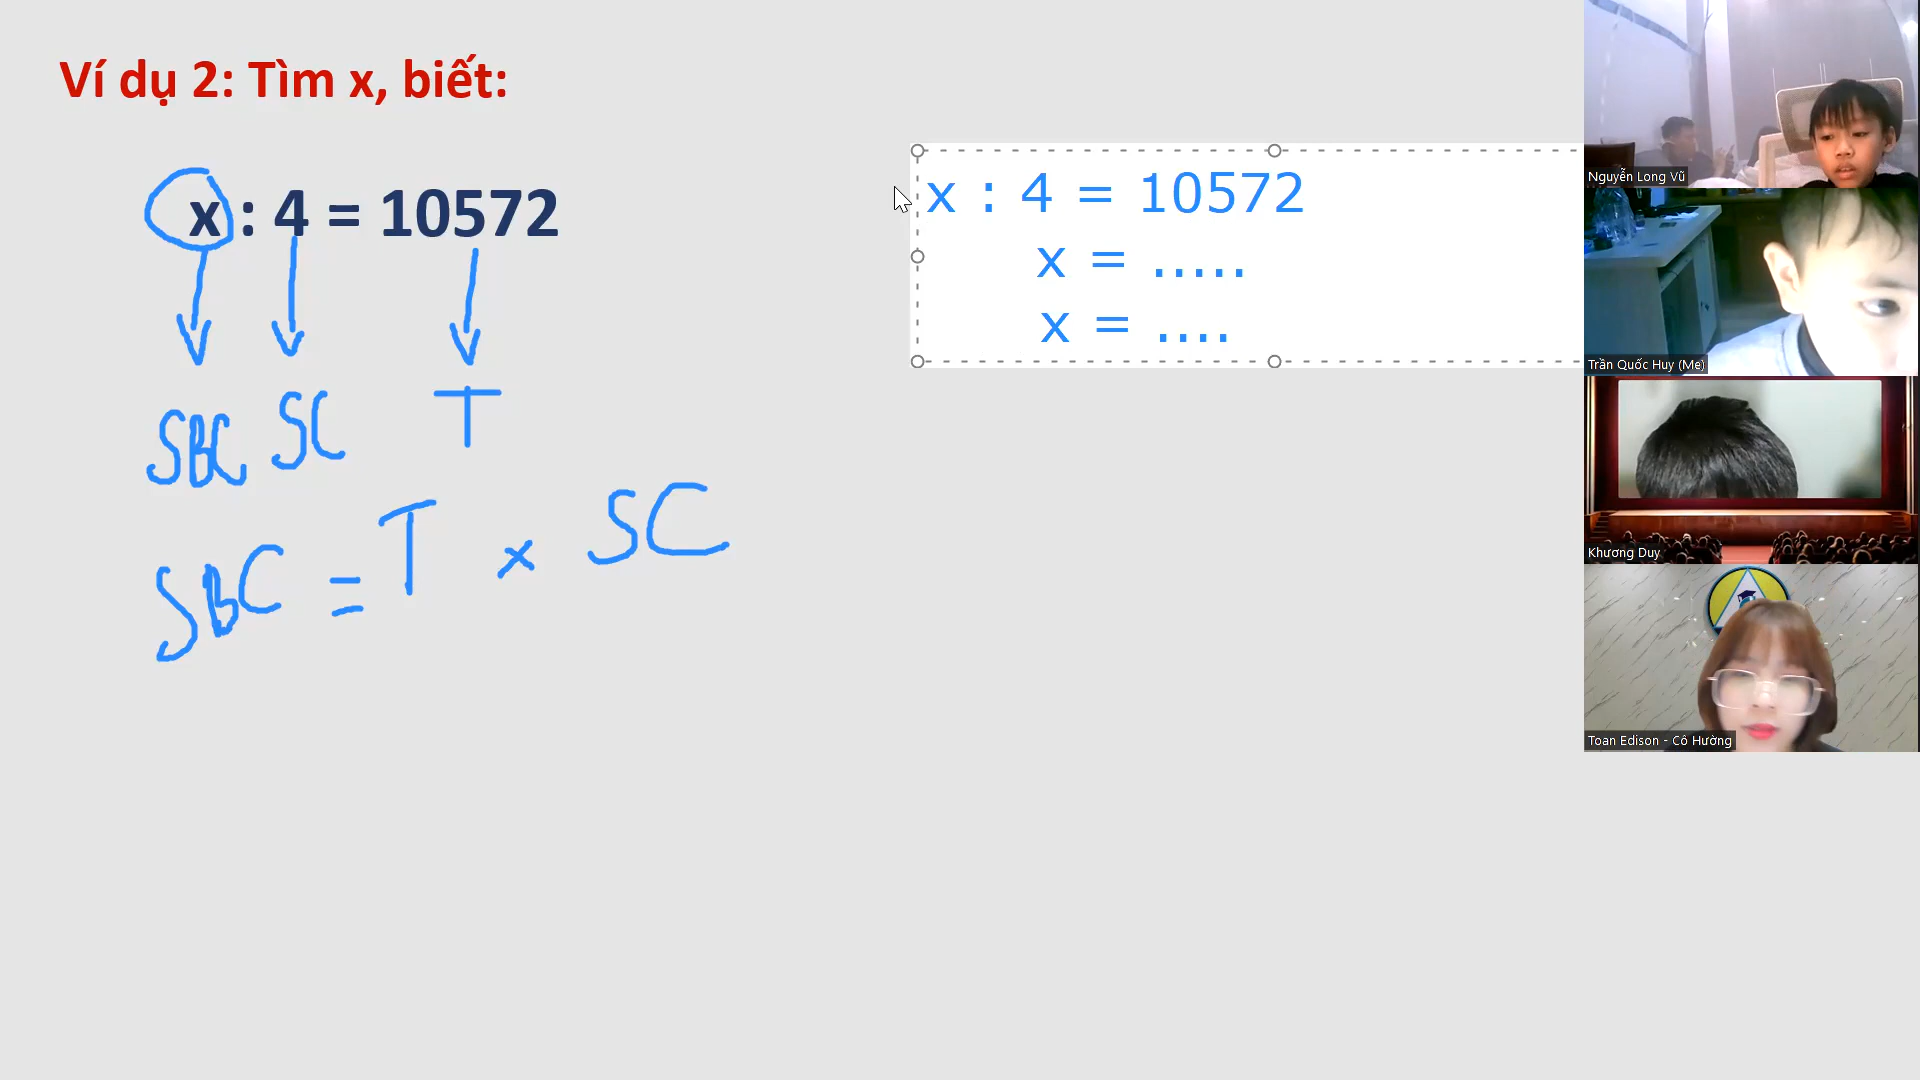 Ví dụ 2: Tìm x, biết:
x : 4 = 10572
SBC SC T
SBC = T x SC
x : 4 = 10572
x = .....
x = ....
Nguyễn Long Vũ
Trần Quốc Huy (Me)
Khương Duy
Toan Edison - Cô Hường